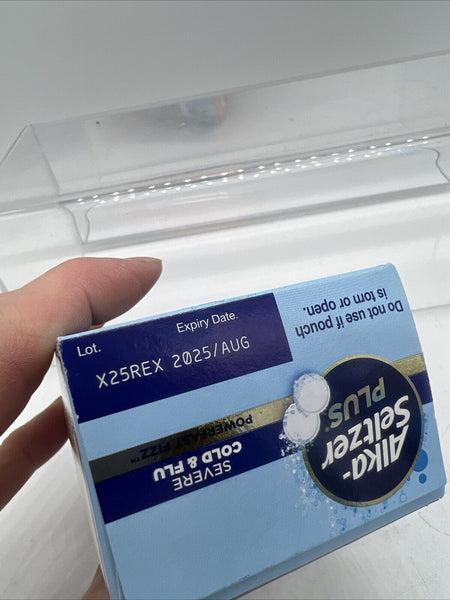 Lot.
Expiry Date.
X25REX 2025/AUG
Do not use if pouch
is torn or open.
Alka-
Seltzer
PLUS
SEVERE
COLD & FLU
POWERFAST FIZZ™